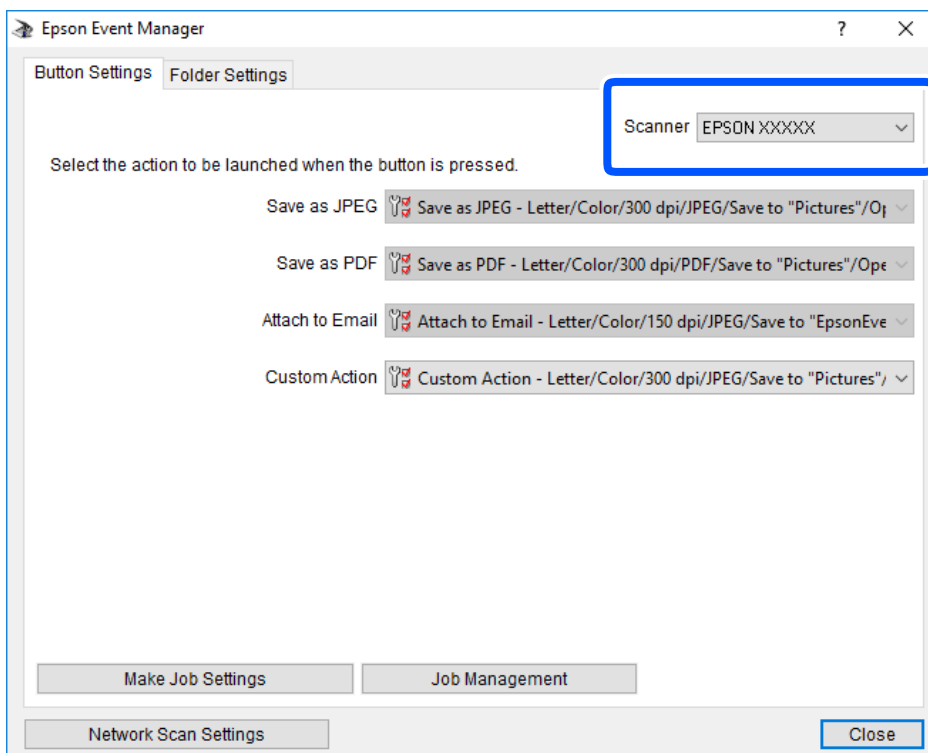 Epson Event Manager
Button Settings Folder Settings
Scanner EPSON XXXXX
Select the action to be launched when the button is pressed.
Save as JPEG Save as JPEG - Letter/Color/300 dpi/JPEG/Save to "Pictures"/Op
Save as PDF Save as PDF - Letter/Color/300 dpi/PDF/Save to "Pictures"/Ope
Attach to Email Attach to Email - Letter/Color/150 dpi/JPEG/Save to "EpsonEve
Custom Action Custom Action - Letter/Color/300 dpi/JPEG/Save to "Pictures"/
Make Job Settings Job Management
Network Scan Settings Close